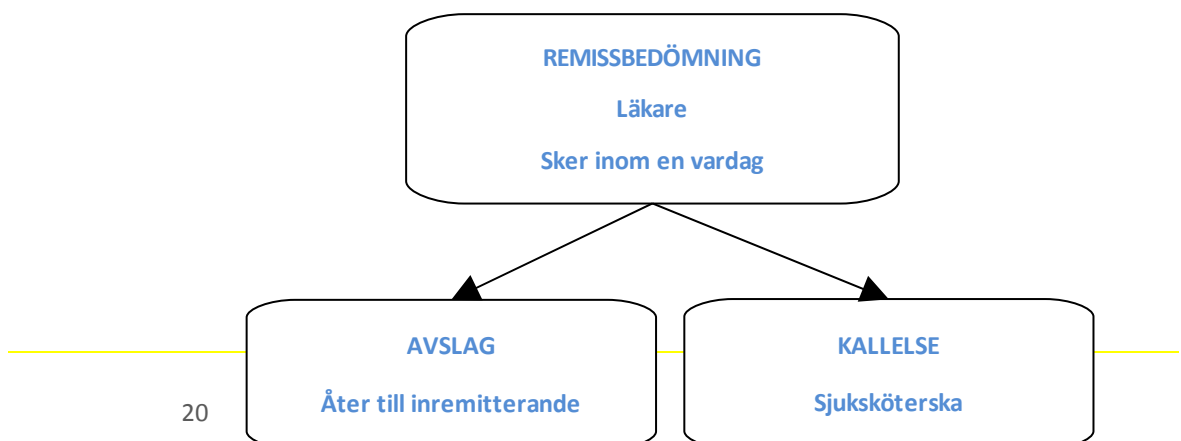 REMISSBEDÖMNING
Läkare
Sker inom en vardag
AVSLAG
Åter till inremitterande
KALLELSE
Sjuksköterska
20